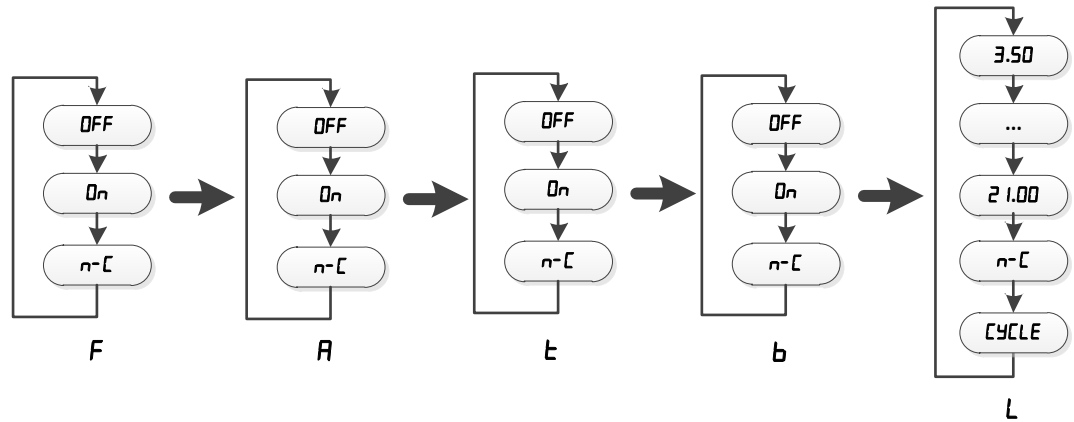 OFF
On
n-C
F
OFF
On
n-C
A
OFF
On
n-C
t
OFF
On
n-C
b
3.50
...
21.00
n-C
CYCLE
L